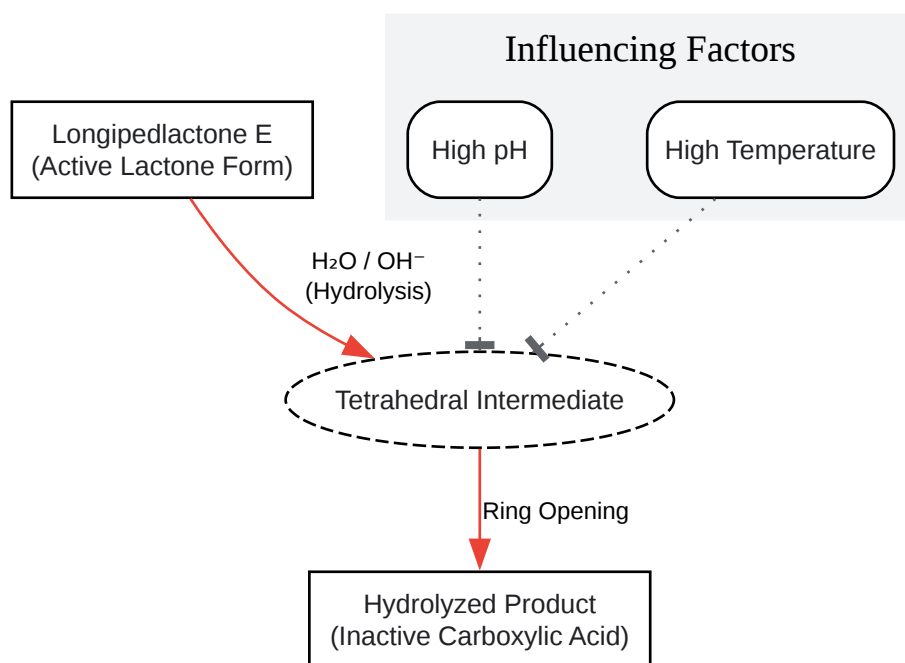 Influencing Factors
Longipedlactone E
(Active Lactone Form)
High pH
High Temperature
H₂O / OH⁻
(Hydrolysis)
Tetrahedral Intermediate
Ring Opening
Hydrolyzed Product
(Inactive Carboxylic Acid)